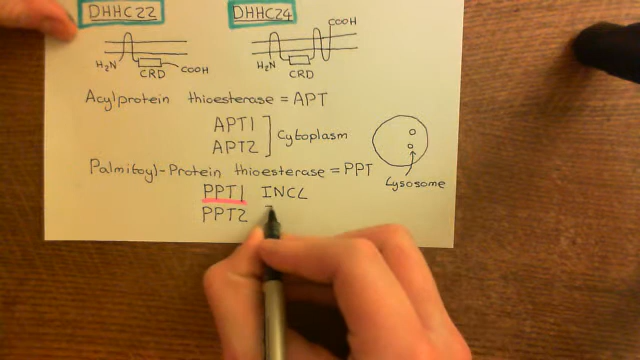 DHHC22 DHHC24
COOH
H₂N CRD COOH H₂N CRD
Acylprotein thioesterase = APT
APT1
APT2 ] Cytoplasm
Palmitoyl-Protein thioesterase = PPT
Lysosome
PPT1 INCL
PPT2